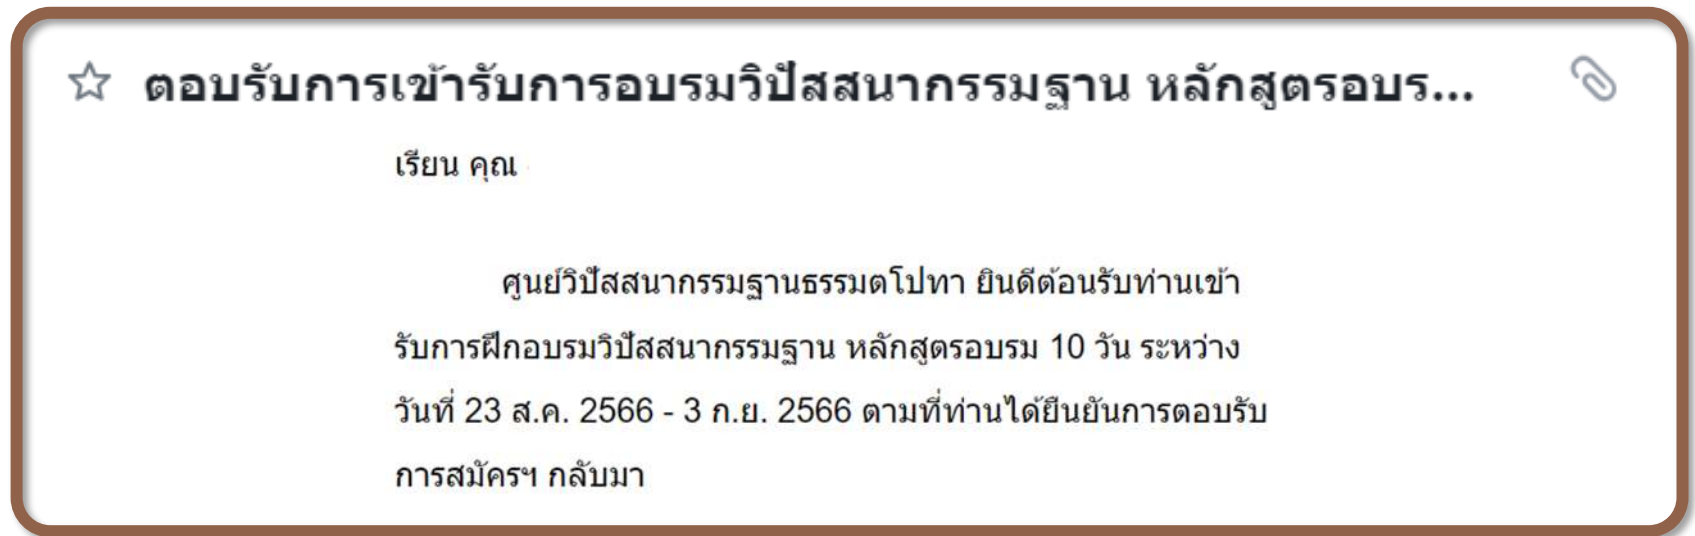 ตอบรับการเข้ารับการอบรมวิปัสสนากรรมฐาน หลักสูตรอบร...
เรียน คุณ
ศูนย์วิปัสสนากรรมฐานธรรมตโปทา ยินดีต้อนรับท่านเข้า
รับการฝึกอบรมวิปัสสนากรรมฐาน หลักสูตรอบรม 10 วัน ระหว่าง
วันที่ 23 ส.ค. 2566 - 3 ก.ย. 2566 ตามที่ท่านได้ยืนยันการตอบรับ
การสมัครฯ กลับมา